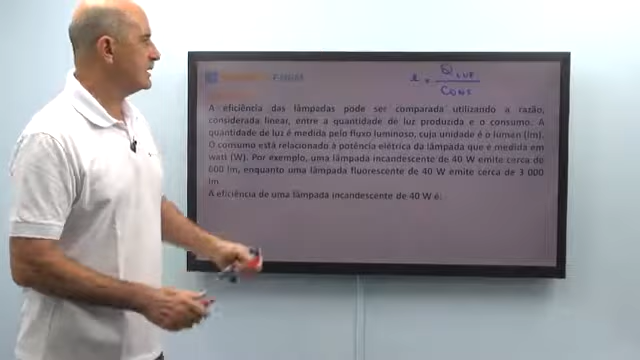 ENEM
e = Q LUZ
CONS
A eficiência das lâmpadas pode ser comparada utilizando a razão,
considerada linear, entre a quantidade de luz produzida e o consumo. A
quantidade de luz é medida pelo fluxo luminoso, cuja unidade é o lúmen (lm).
O consumo está relacionado à potência elétrica da lâmpada que é medida em
watt (W). Por exemplo, uma lâmpada incandescente de 40 W emite cerca de
600 lm, enquanto uma lâmpada fluorescente de 40 W emite cerca de 3 000
lm.
A eficiência de uma lâmpada incandescente de 40 W é: